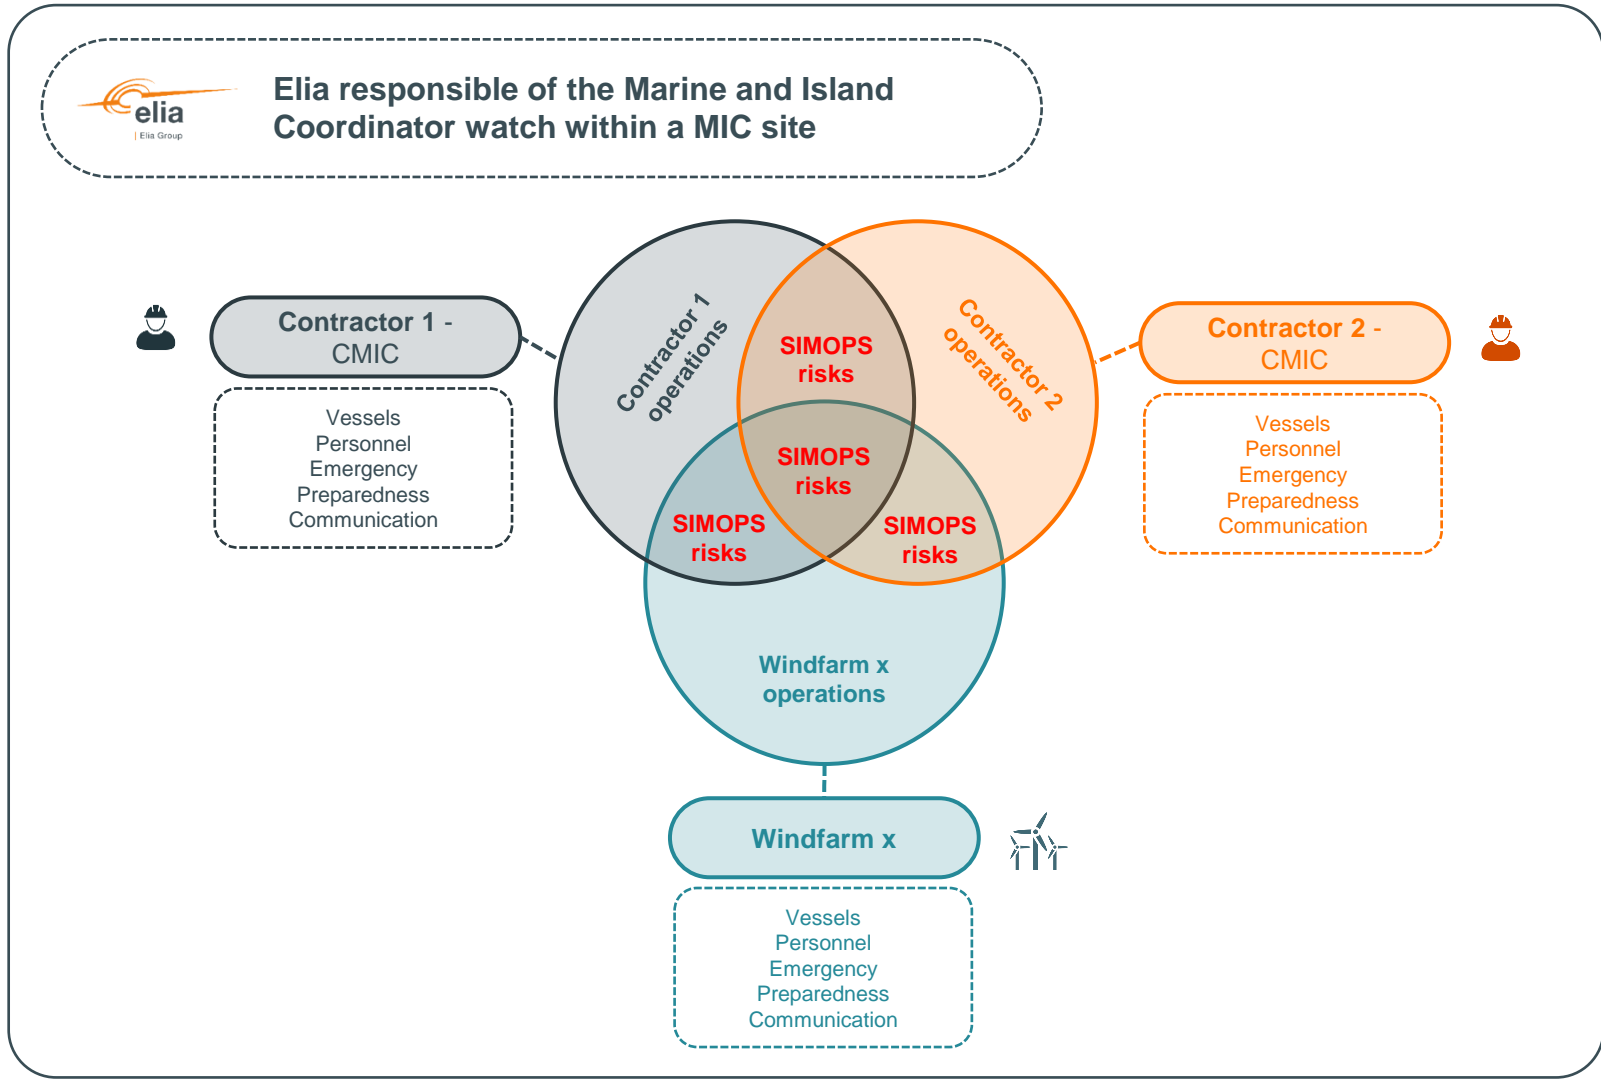 elia
| Elia Group
Elia responsible of the Marine and Island
Coordinator watch within a MIC site
Contractor 1 -
CMIC
Vessels
Personnel
Emergency
Preparedness
Communication
Contractor 1
operations
SIMOPS
risks
Contractor 2
operations
SIMOPS
risks
SIMOPS
risks
SIMOPS
risks
Windfarm x
operations
Contractor 2 -
CMIC
Vessels
Personnel
Emergency
Preparedness
Communication
Windfarm x
Vessels
Personnel
Emergency
Preparedness
Communication